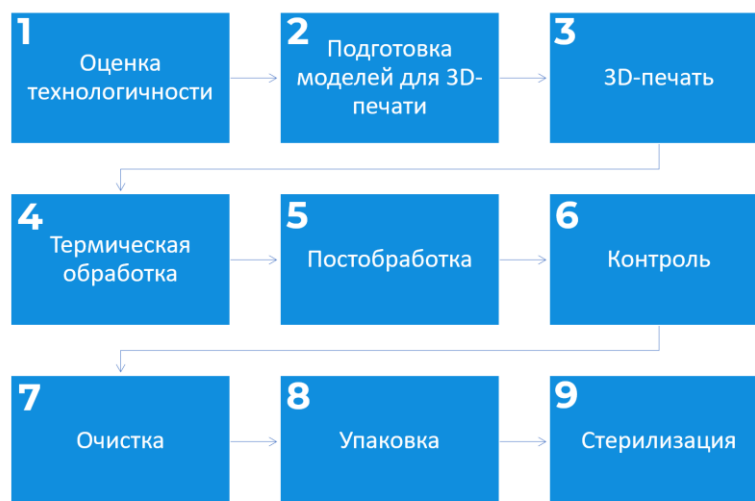 1
Оценка
технологичности
2
Подготовка
моделей для 3D-
печати
3
3D-печать
4
Термическая
обработка
5
Постобработка
6
Контроль
7
Очистка
8
Упаковка
9
Стерилизация